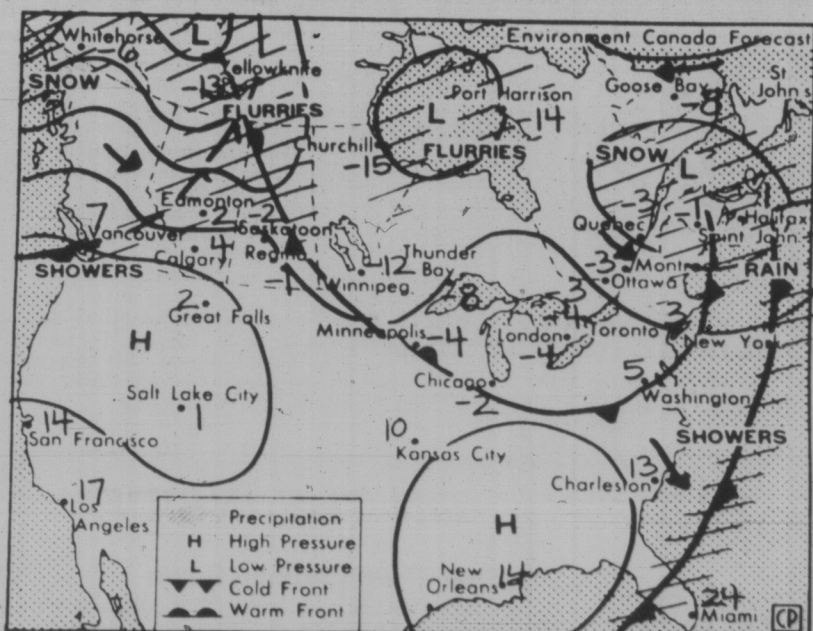 Environment Canada Forecast
Whitehorse
-6
L
L
Yellowknife
SNOW
FLURRIES
Port Harrison
-14
L
FLURRIES
Churchill
-15
Goose Bay
-8
St
John's
SNOW
L
Edmonton
-2
-2
Saskatoon
7
Vancouver
Calgary
-4
Regina
SHOWERS
-12
Winnipeg
Thunder
Bay
-8
-3
Quebec
-3
Montreal
Ottawa
-1
Halifax
Saint John
RAIN
2
Great Falls
H
Minneapolis
-4
London
-4
-4
-3
Toronto
3
New York
Salt Lake City
1
Chicago
-2
5
Washington
14
San Francisco
10
Kansas City
SHOWERS
Charleston
13
17
Los
Angeles
H
New
Orleans
14
24
Miami
Precipitation
H High Pressure
L Low Pressure
Cold Front
Warm Front
CP